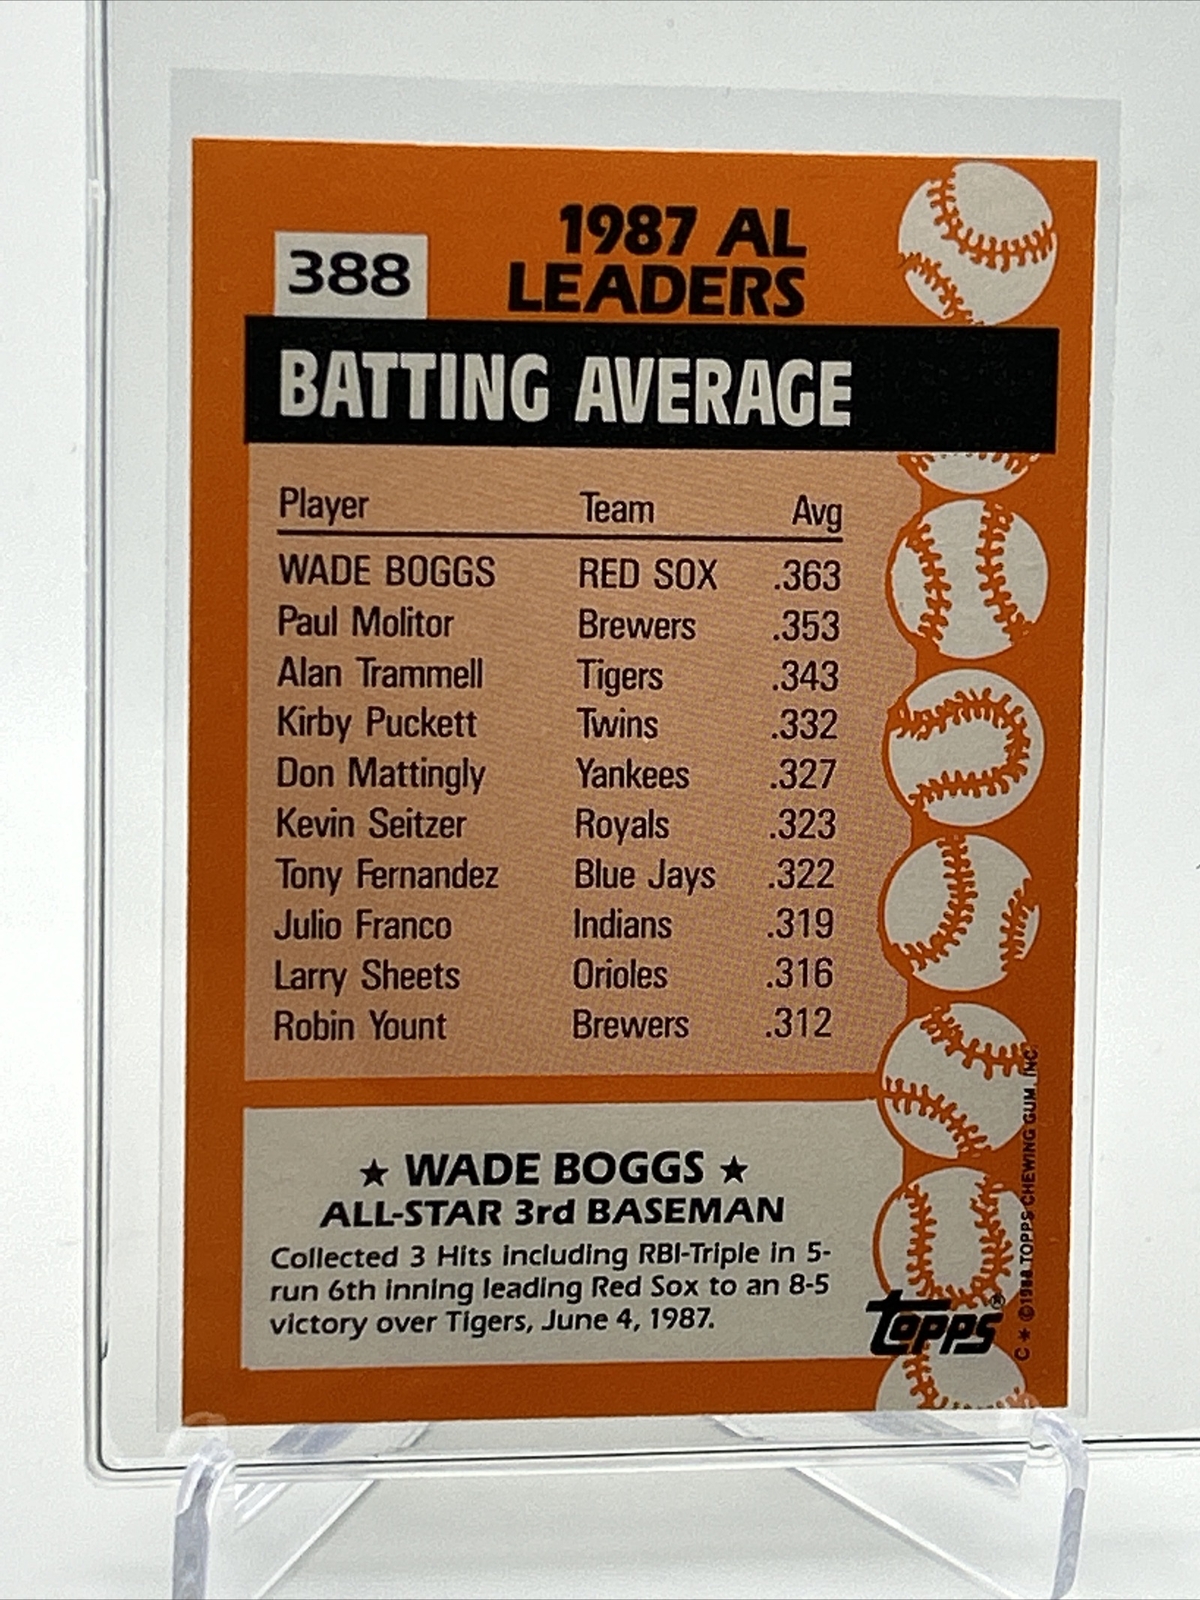 388
1987 AL
LEADERS
BATTING AVERAGE
Player Team Avg
WADE BOGGS RED SOX .363
Paul Molitor Brewers .353
Alan Trammell Tigers .343
Kirby Puckett Twins .332
Don Mattingly Yankees .327
Kevin Seitzer Royals .323
Tony Fernandez Blue Jays .322
Julio Franco Indians .319
Larry Sheets Orioles .316
Robin Yount Brewers .312
★ WADE BOGGS ★
ALL-STAR 3rd BASEMAN
Collected 3 Hits including RBI-Triple in 5-
run 6th inning leading Red Sox to an 8-5
victory over Tigers, June 4, 1987.
Topps®
C * ©1988 TOPPS CHEWING GUM, INC.